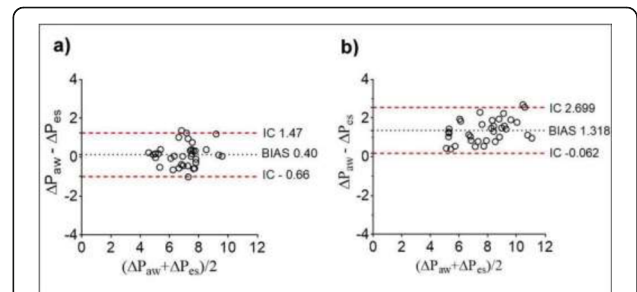 a)
4
2
0
-2
-4
ΔPaw - ΔPes
IC 1.47
BIAS 0.40
IC - 0.66
0 2 4 6 8 10 12
(ΔPaw+ΔPes)/2
b)
4
2
0
-2
-4
ΔPaw - ΔPes
IC 2.699
BIAS 1.318
IC -0.062
0 2 4 6 8 10 12
(ΔPaw+ΔPes)/2